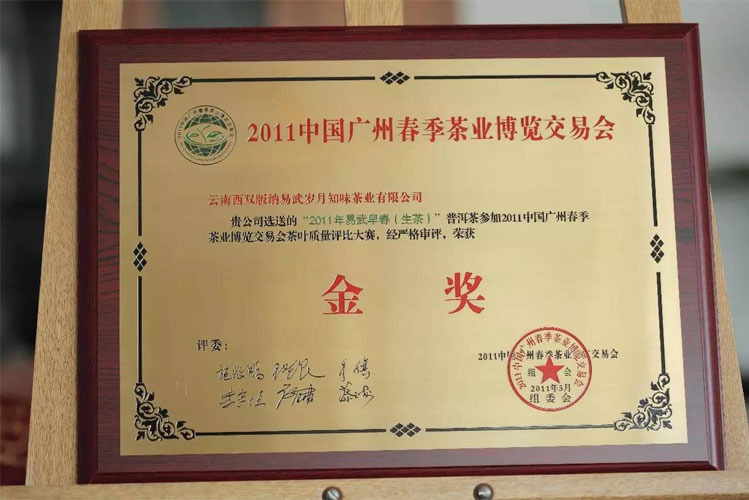 2011中国广州春季茶业博览交易会
云南西双版纳易武岁月知味茶业有限公司
贵公司选送的“2011年易武早春（生茶）”普洱茶参加2011中国广州春季
茶业博览交易会茶叶质量评比大赛，经严格审评，荣获
金奖
评委：
2011中国广州春季茶业博览交易会
组委会
2011年5月
组委会